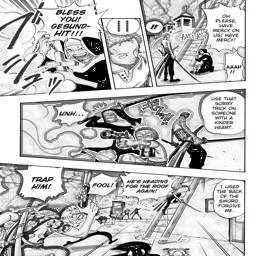 OH
PLEASE,
HAVE
MERCY ON
US! HAVE
MERCY!
AAAH
!!
!!
!!
BLESS
YOU!
GESUND-
HIT!!!
USE THAT
SORRY
TRICK ON
SOMEONE
WITH A
KINDER
HEART.
UNH...
I USED
THE BACK
OF THE
SWORD.
FORGIVE
ME.
HE'S HEADING
FOR THE ROOF
AGAIN!
FOOL!
TRAP
HIM!